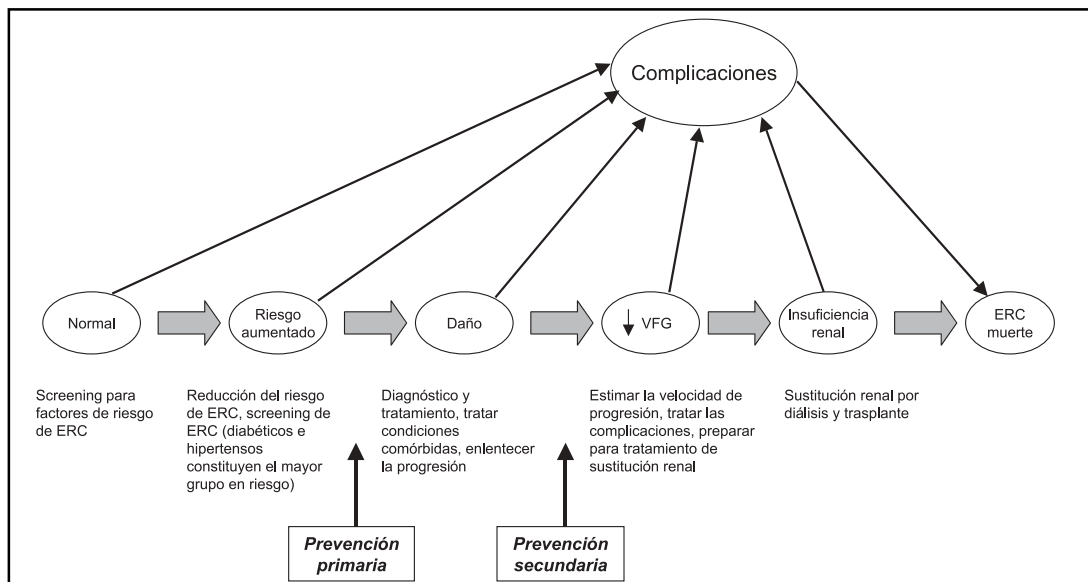 Complicaciones
Normal
Riesgo
aumentado
Daño
↓ VFG
Insuficiencia
renal
ERC
muerte
Screening para
factores de riesgo
de ERC
Reducción del riesgo
de ERC, screening de
ERC (diabéticos e
hipertensos
constituyen el mayor
grupo en riesgo)
Diagnóstico y
tratamiento, tratar
condiciones
comórbidas, enlentecer
la progresión
Estimar la velocidad de
progresión, tratar las
complicaciones, preparar
para tratamiento de
sustitución renal
Sustitución renal por
diálisis y trasplante
Prevención
primaria
Prevención
secundaria